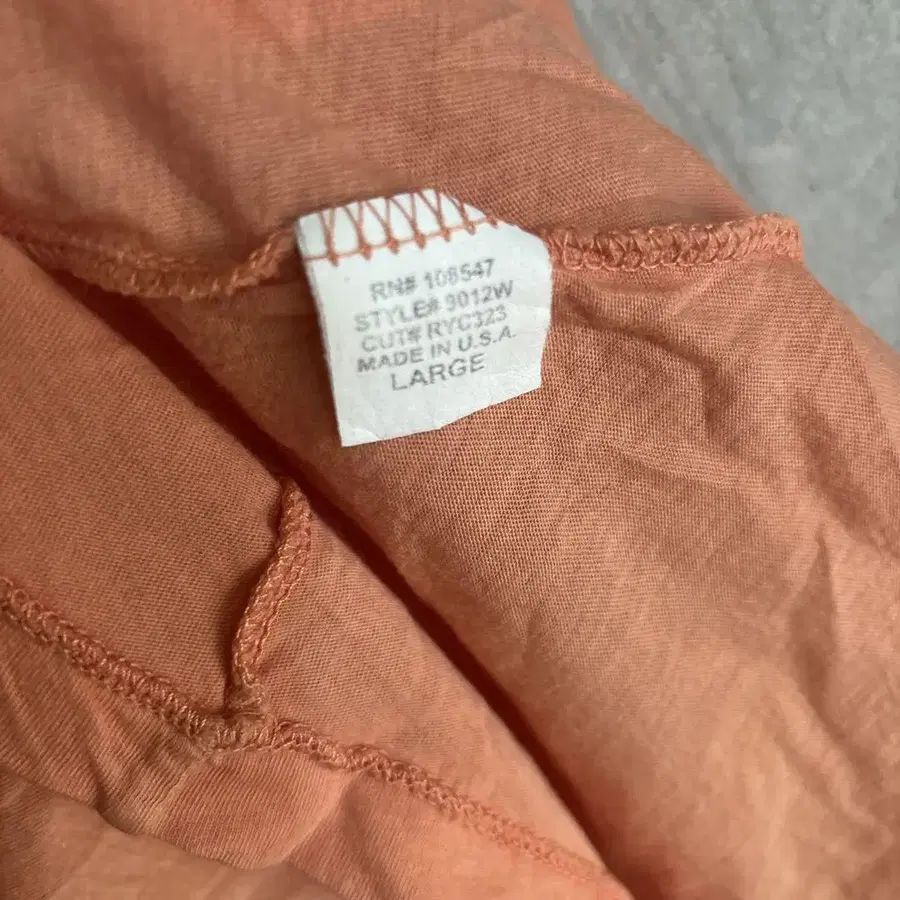 RN# 108547
STYLE# 9012W
CUT# RYC323
MADE IN U.S.A.
LARGE